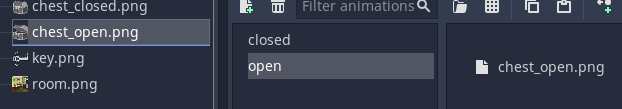 chest_closed.png
chest_open.png
key.png
room.png
Filter animations
closed
open
chest_open.png